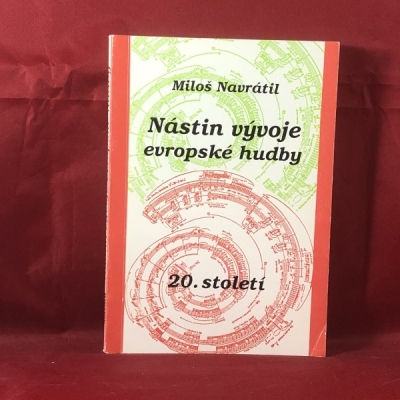 Miloš Navrátil
Nástin vývoje
evropské hudby
20. století